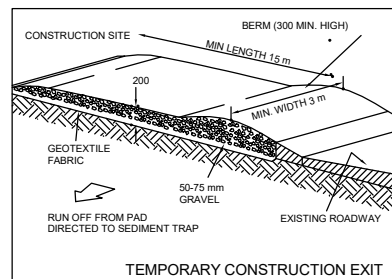 BERM (300 MIN. HIGH)
CONSTRUCTION SITE
MIN LENGTH 15 m
200
MIN. WIDTH 3 m
GEOTEXTILE
FABRIC
50-75 mm
GRAVEL
RUN OFF FROM PAD
DIRECTED TO SEDIMENT TRAP
EXISTING ROADWAY
TEMPORARY CONSTRUCTION EXIT